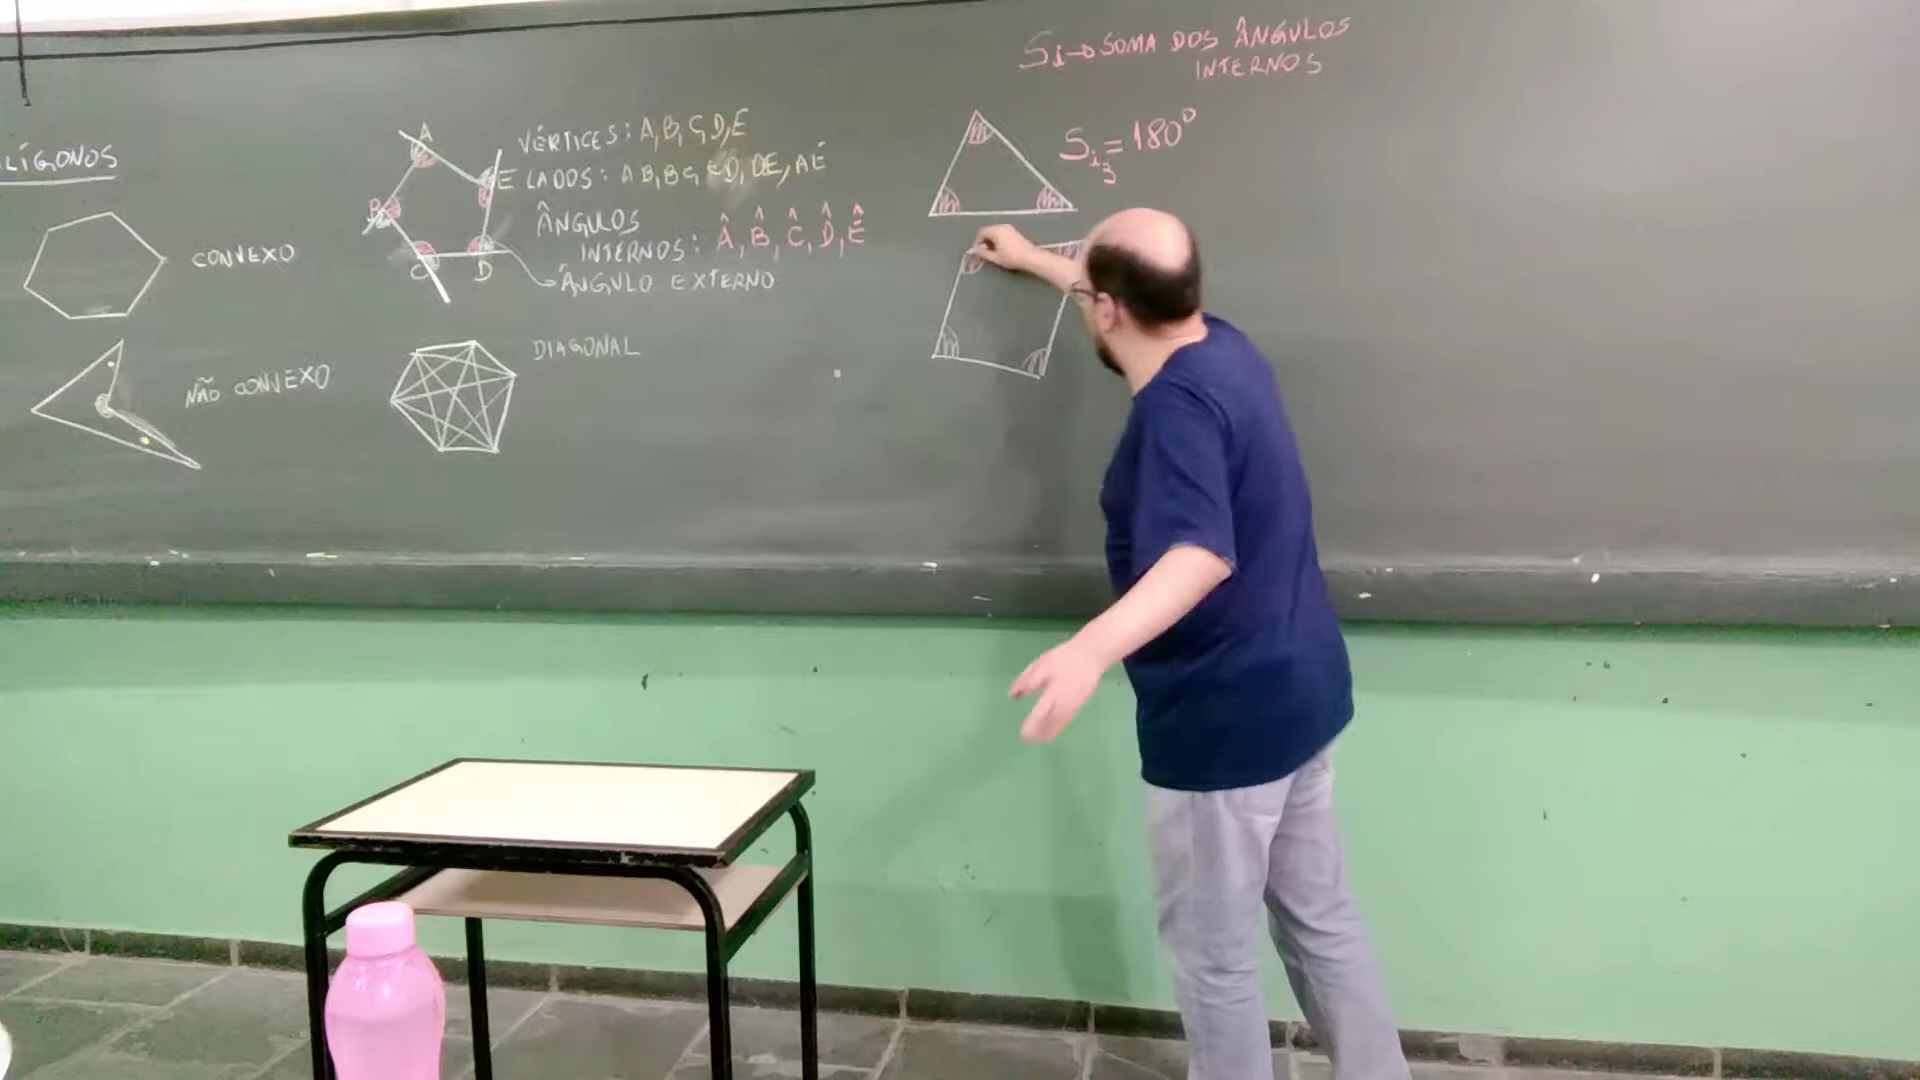 LÍGONOS
CONVEXO
NÃO CONVEXO
A
B
C
D
E
VÉRTICES: A, B, C, D, E
LADOS: AB, BC, CD, DE, AE
ÂNGULOS
INTERNOS: Â, B̂, Ĉ, D̂, Ê
ÂNGULO EXTERNO
DIAGONAL
Si→SOMA DOS ÂNGULOS
INTERNOS
Si3=180°